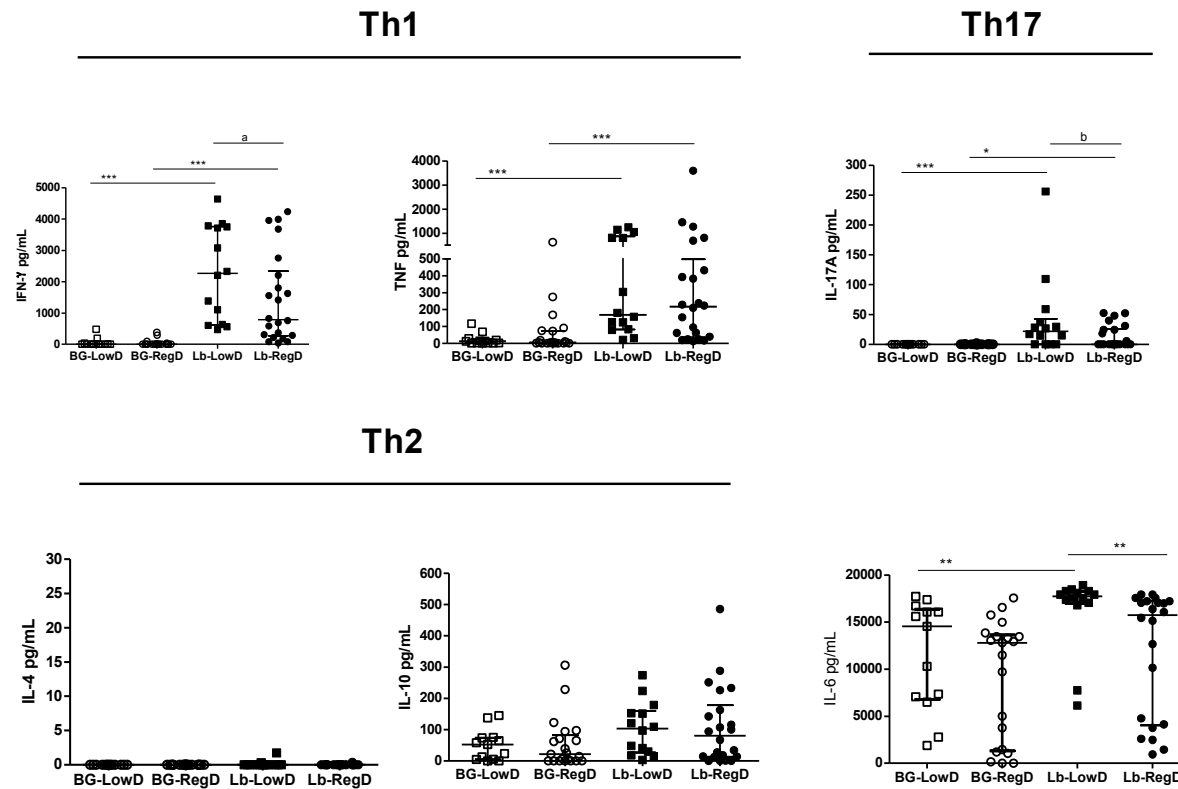 Th1
Th17
a
***
***
IFN-γ pg/mL
5000
4000
3000
2000
1000
0
BG-LowD BG-RegD Lb-LowD Lb-RegD
***
***
TNF pg/mL
4000
3000
2000
1000
500
400
300
200
100
0
BG-LowD BG-RegD Lb-LowD Lb-RegD
b
*
***
IL-17A pg/mL
300
250
200
150
100
50
0
BG-LowD BG-RegD Lb-LowD Lb-RegD
Th2
IL-4 pg/mL
30
25
20
15
10
5
0
BG-LowD BG-RegD Lb-LowD Lb-RegD
IL-10 pg/mL
600
500
400
300
200
100
0
BG-LowD BG-RegD Lb-LowD Lb-RegD
**
**
IL-6 pg/mL
20000
15000
10000
5000
0
BG-LowD BG-RegD Lb-LowD Lb-RegD